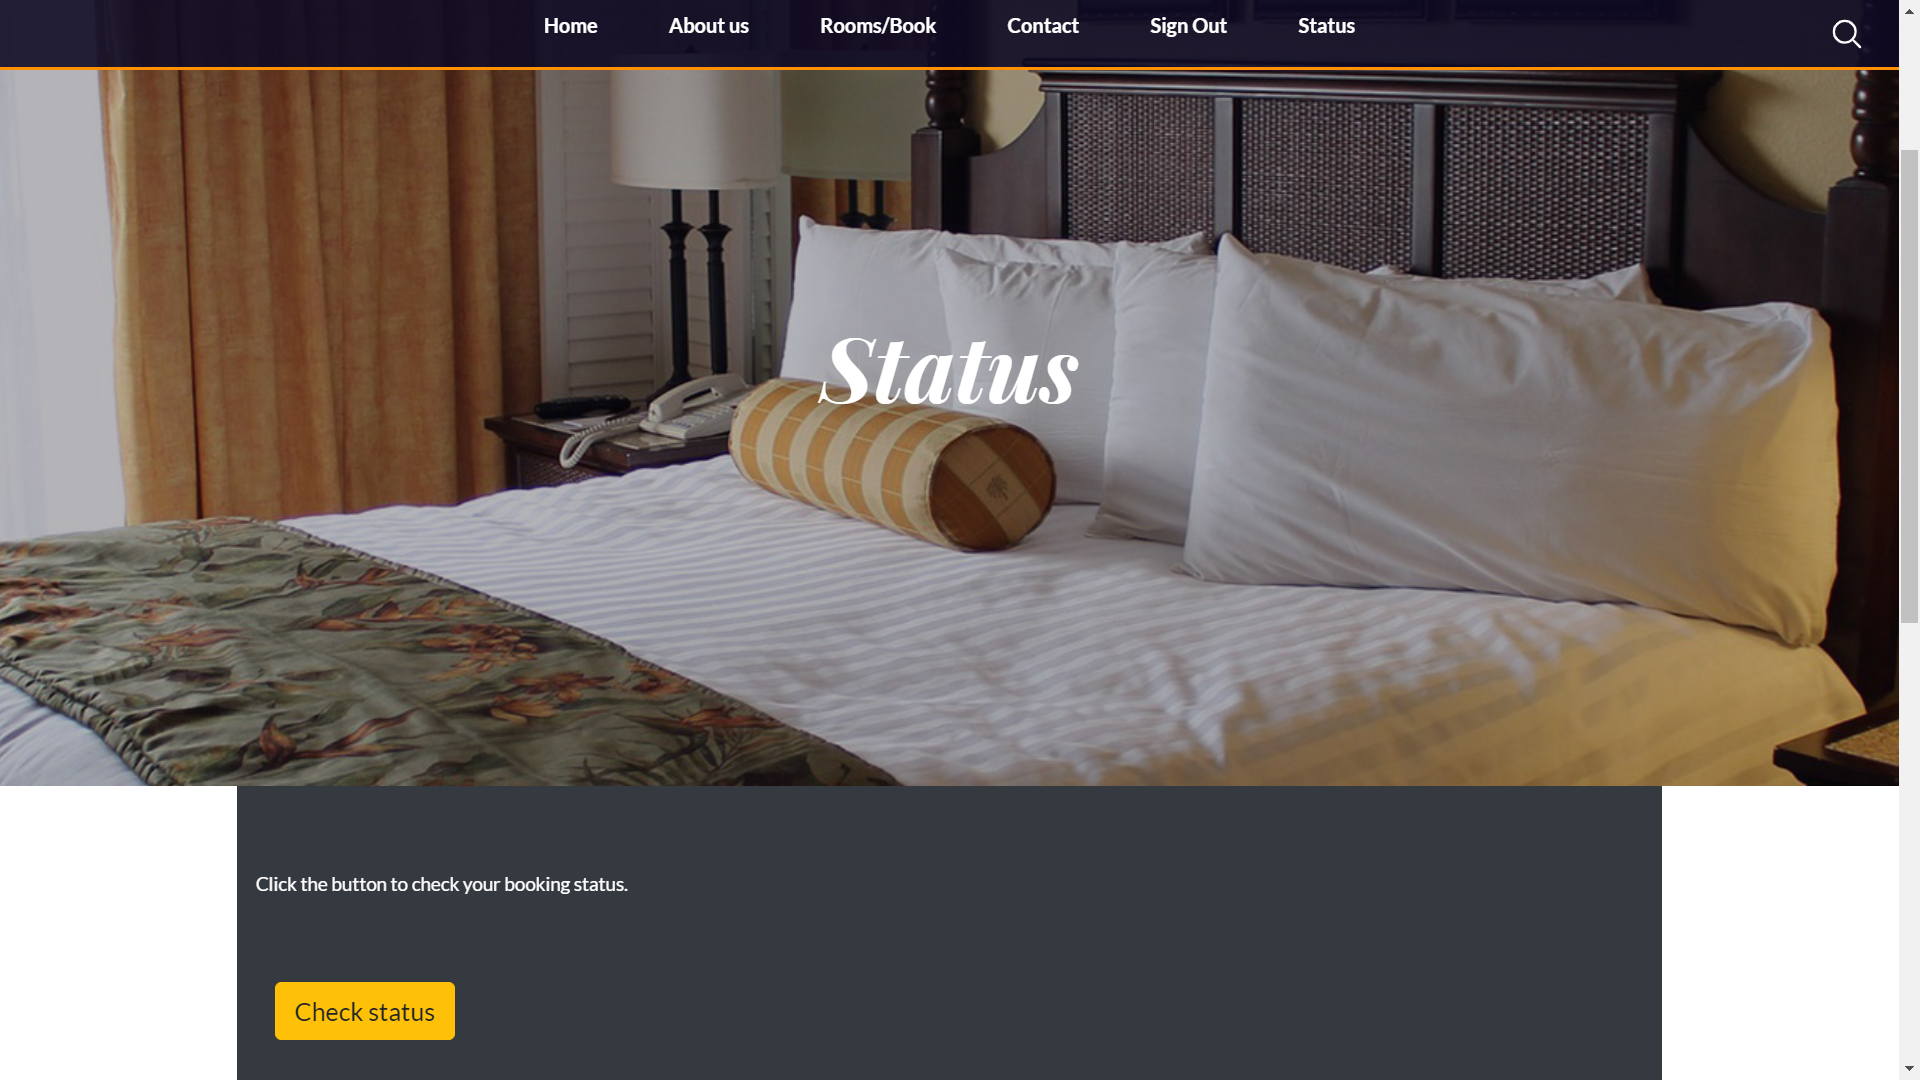 Home About us Rooms/Book Contact Sign Out Status
Status
Click the button to check your booking status.
Check status